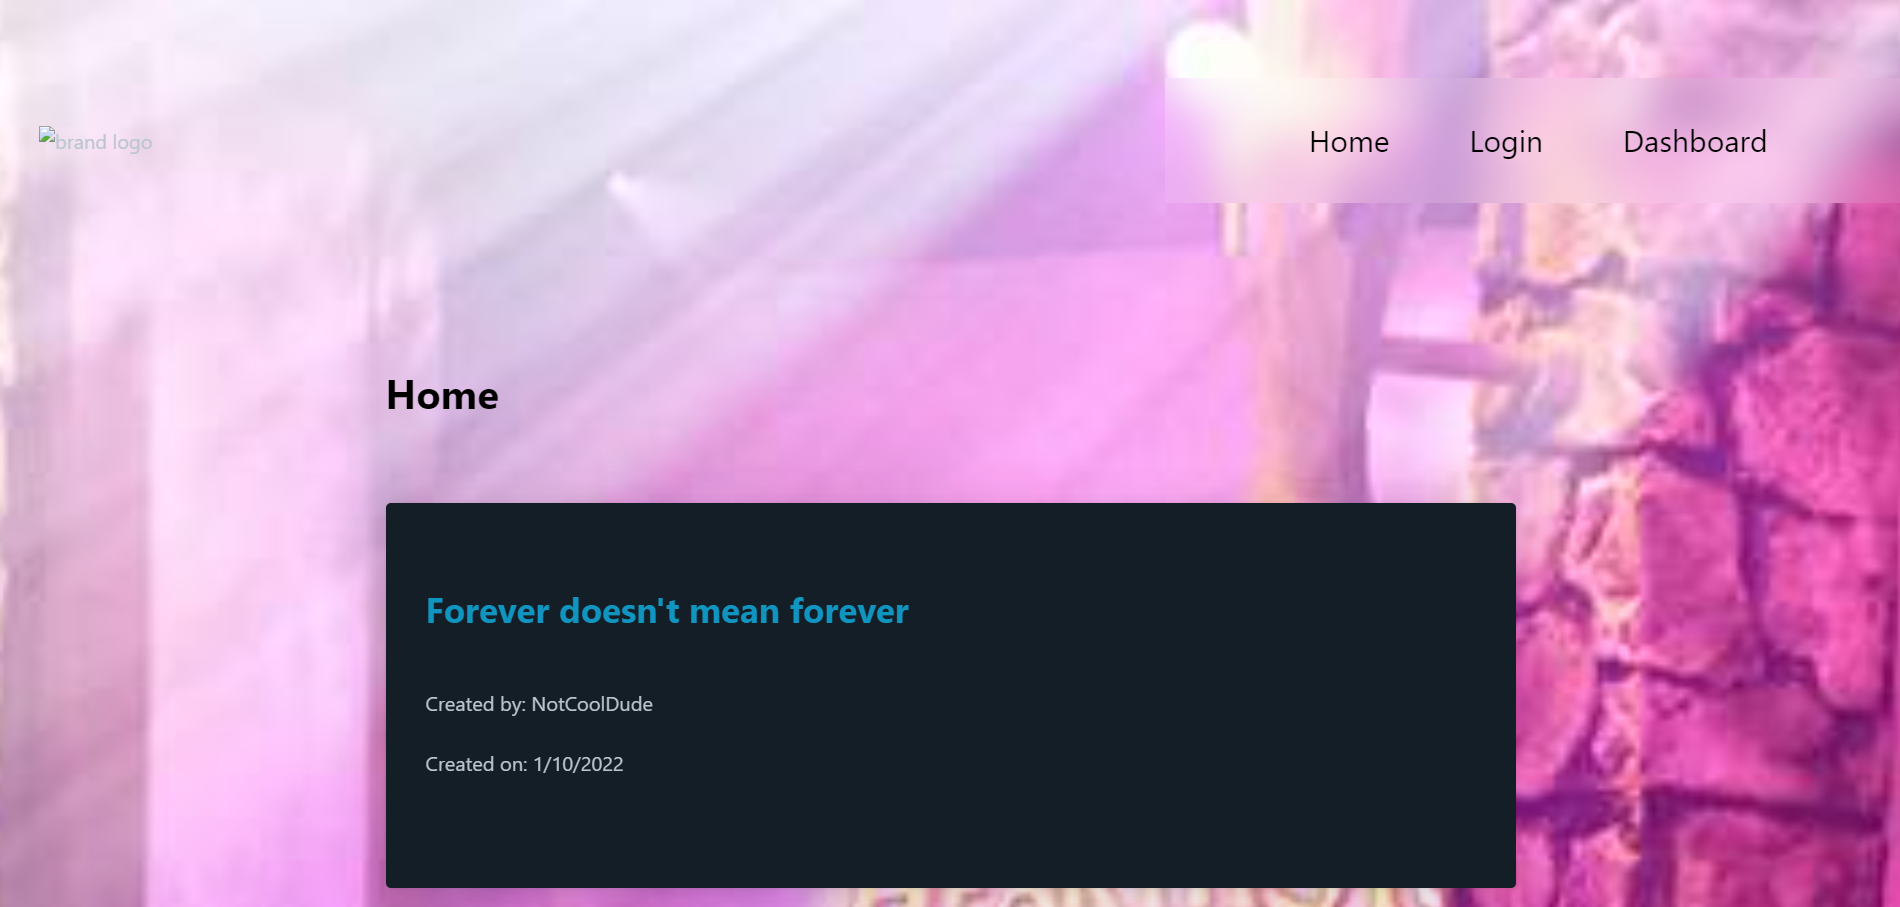 brand logo
Home
Login
Dashboard
Home
Forever doesn't mean forever
Created by: NotCoolDude
Created on: 1/10/2022